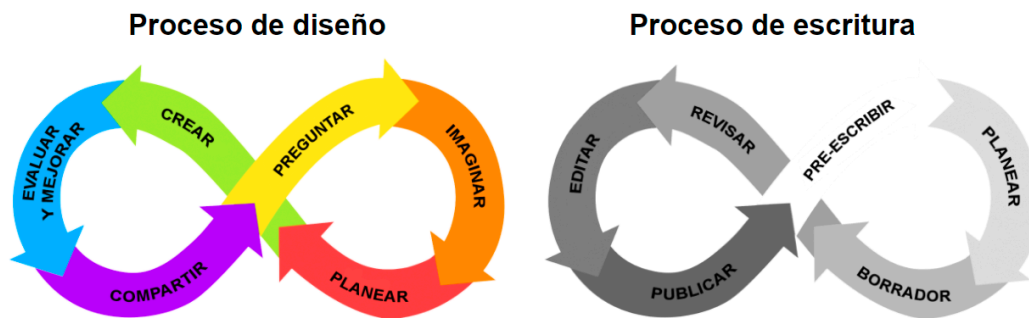 Proceso de diseño
PREGUNTAR
IMAGINAR
PLANEAR
CREAR
EVALUAR
Y MEJORAR
COMPARTIR
Proceso de escritura
PRE-ESCRIBIR
PLANEAR
BORRADOR
REVISAR
EDITAR
PUBLICAR